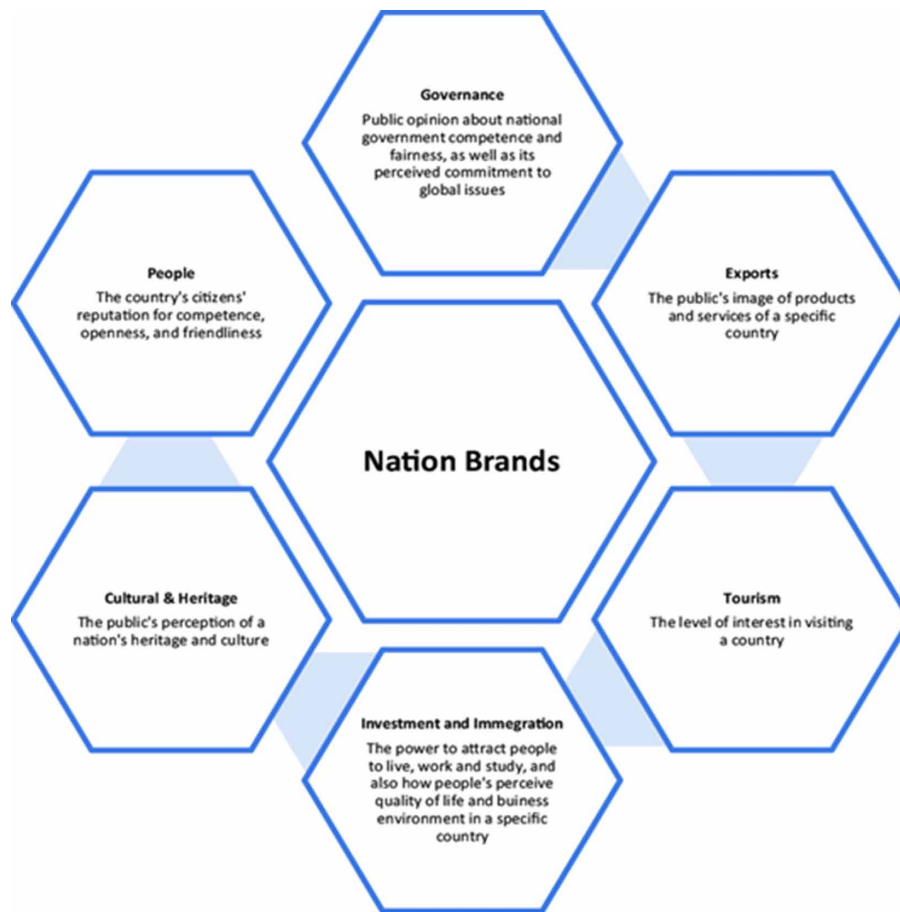 Governance
Public opinion about national
government competence and
fairness, as well as its
perceived commitment to
global issues
People
The country's citizens'
reputation for competence,
openness, and friendliness
Exports
The public's image of products
and services of a specific
country
Nation Brands
Cultural & Heritage
The public's perception of a
nation's heritage and culture
Tourism
The level of interest in visiting
a country
Investment and Immegration
The power to attract people
to live, work and study, and
also how people's perceive
quality of life and buiness
environment in a specific
country